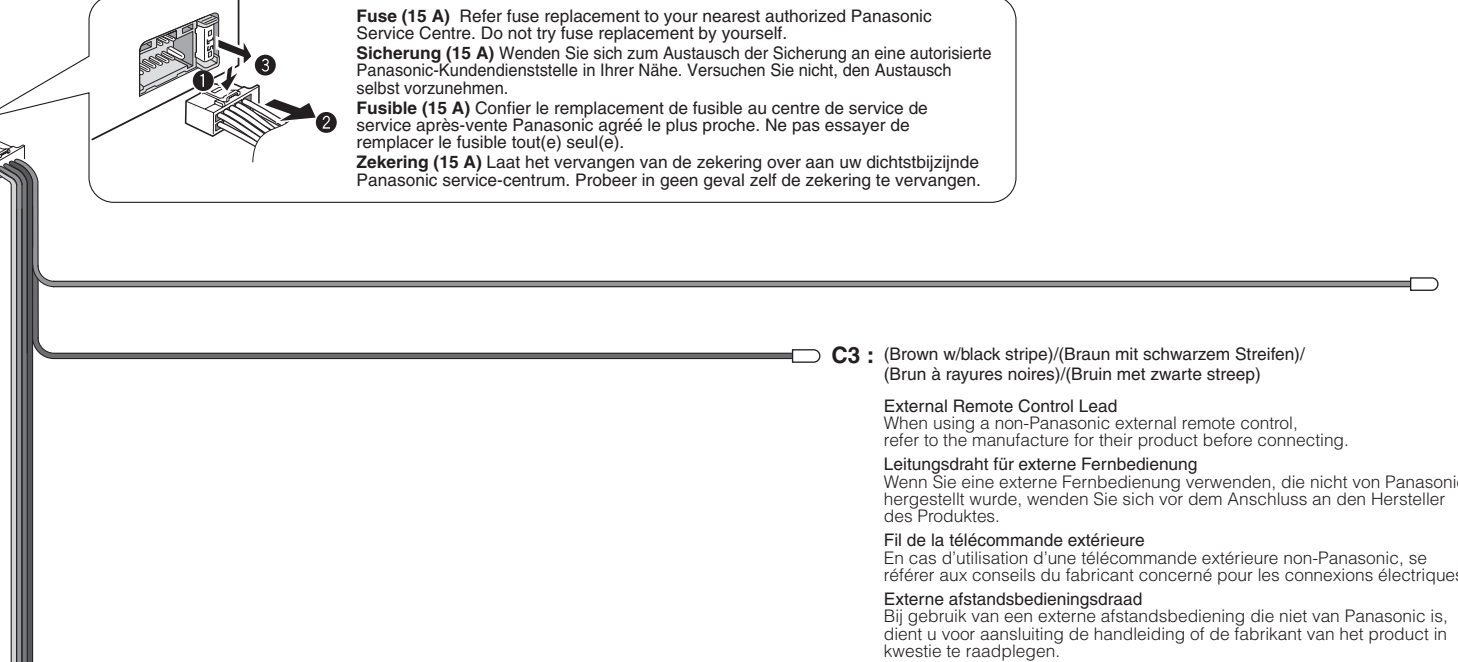 Fuse (15 A) Refer fuse replacement to your nearest authorized Panasonic
Service Centre. Do not try fuse replacement by yourself.
Sicherung (15 A) Wenden Sie sich zum Austausch der Sicherung an eine autorisierte
Panasonic-Kundendienststelle in Ihrer Nähe. Versuchen Sie nicht, den Austausch
selbst vorzunehmen.
Fusible (15 A) Confier le remplacement de fusible au centre de service de
service après-vente Panasonic agréé le plus proche. Ne pas essayer de
remplacer le fusible tout(e) seul(e).
Zekering (15 A) Laat het vervangen van de zekering over aan uw dichtstbijzijnde
Panasonic service-centrum. Probeer in geen geval zelf de zekering te vervangen.
❸
❶
❷
C3 : (Brown w/black stripe)/(Braun mit schwarzem Streifen)/
(Brun à rayures noires)/(Bruin met zwarte streep)
External Remote Control Lead
When using a non-Panasonic external remote control,
refer to the manufacture for their product before connecting.
Leitungsdraht für externe Fernbedienung
Wenn Sie eine externe Fernbedienung verwenden, die nicht von Panasonic
hergestellt wurde, wenden Sie sich vor dem Anschluss an den Hersteller
des Produktes.
Fil de la télécommande extérieure
En cas d'utilisation d'une télécommande extérieure non-Panasonic, se
référer aux conseils du fabricant concerné pour les connexions électriques
Externe afstandsbedieningsdraad
Bij gebruik van een externe afstandsbediening die niet van Panasonic is,
dient u voor aansluiting de handleiding of de fabrikant van het product in
kwestie te raadplegen.